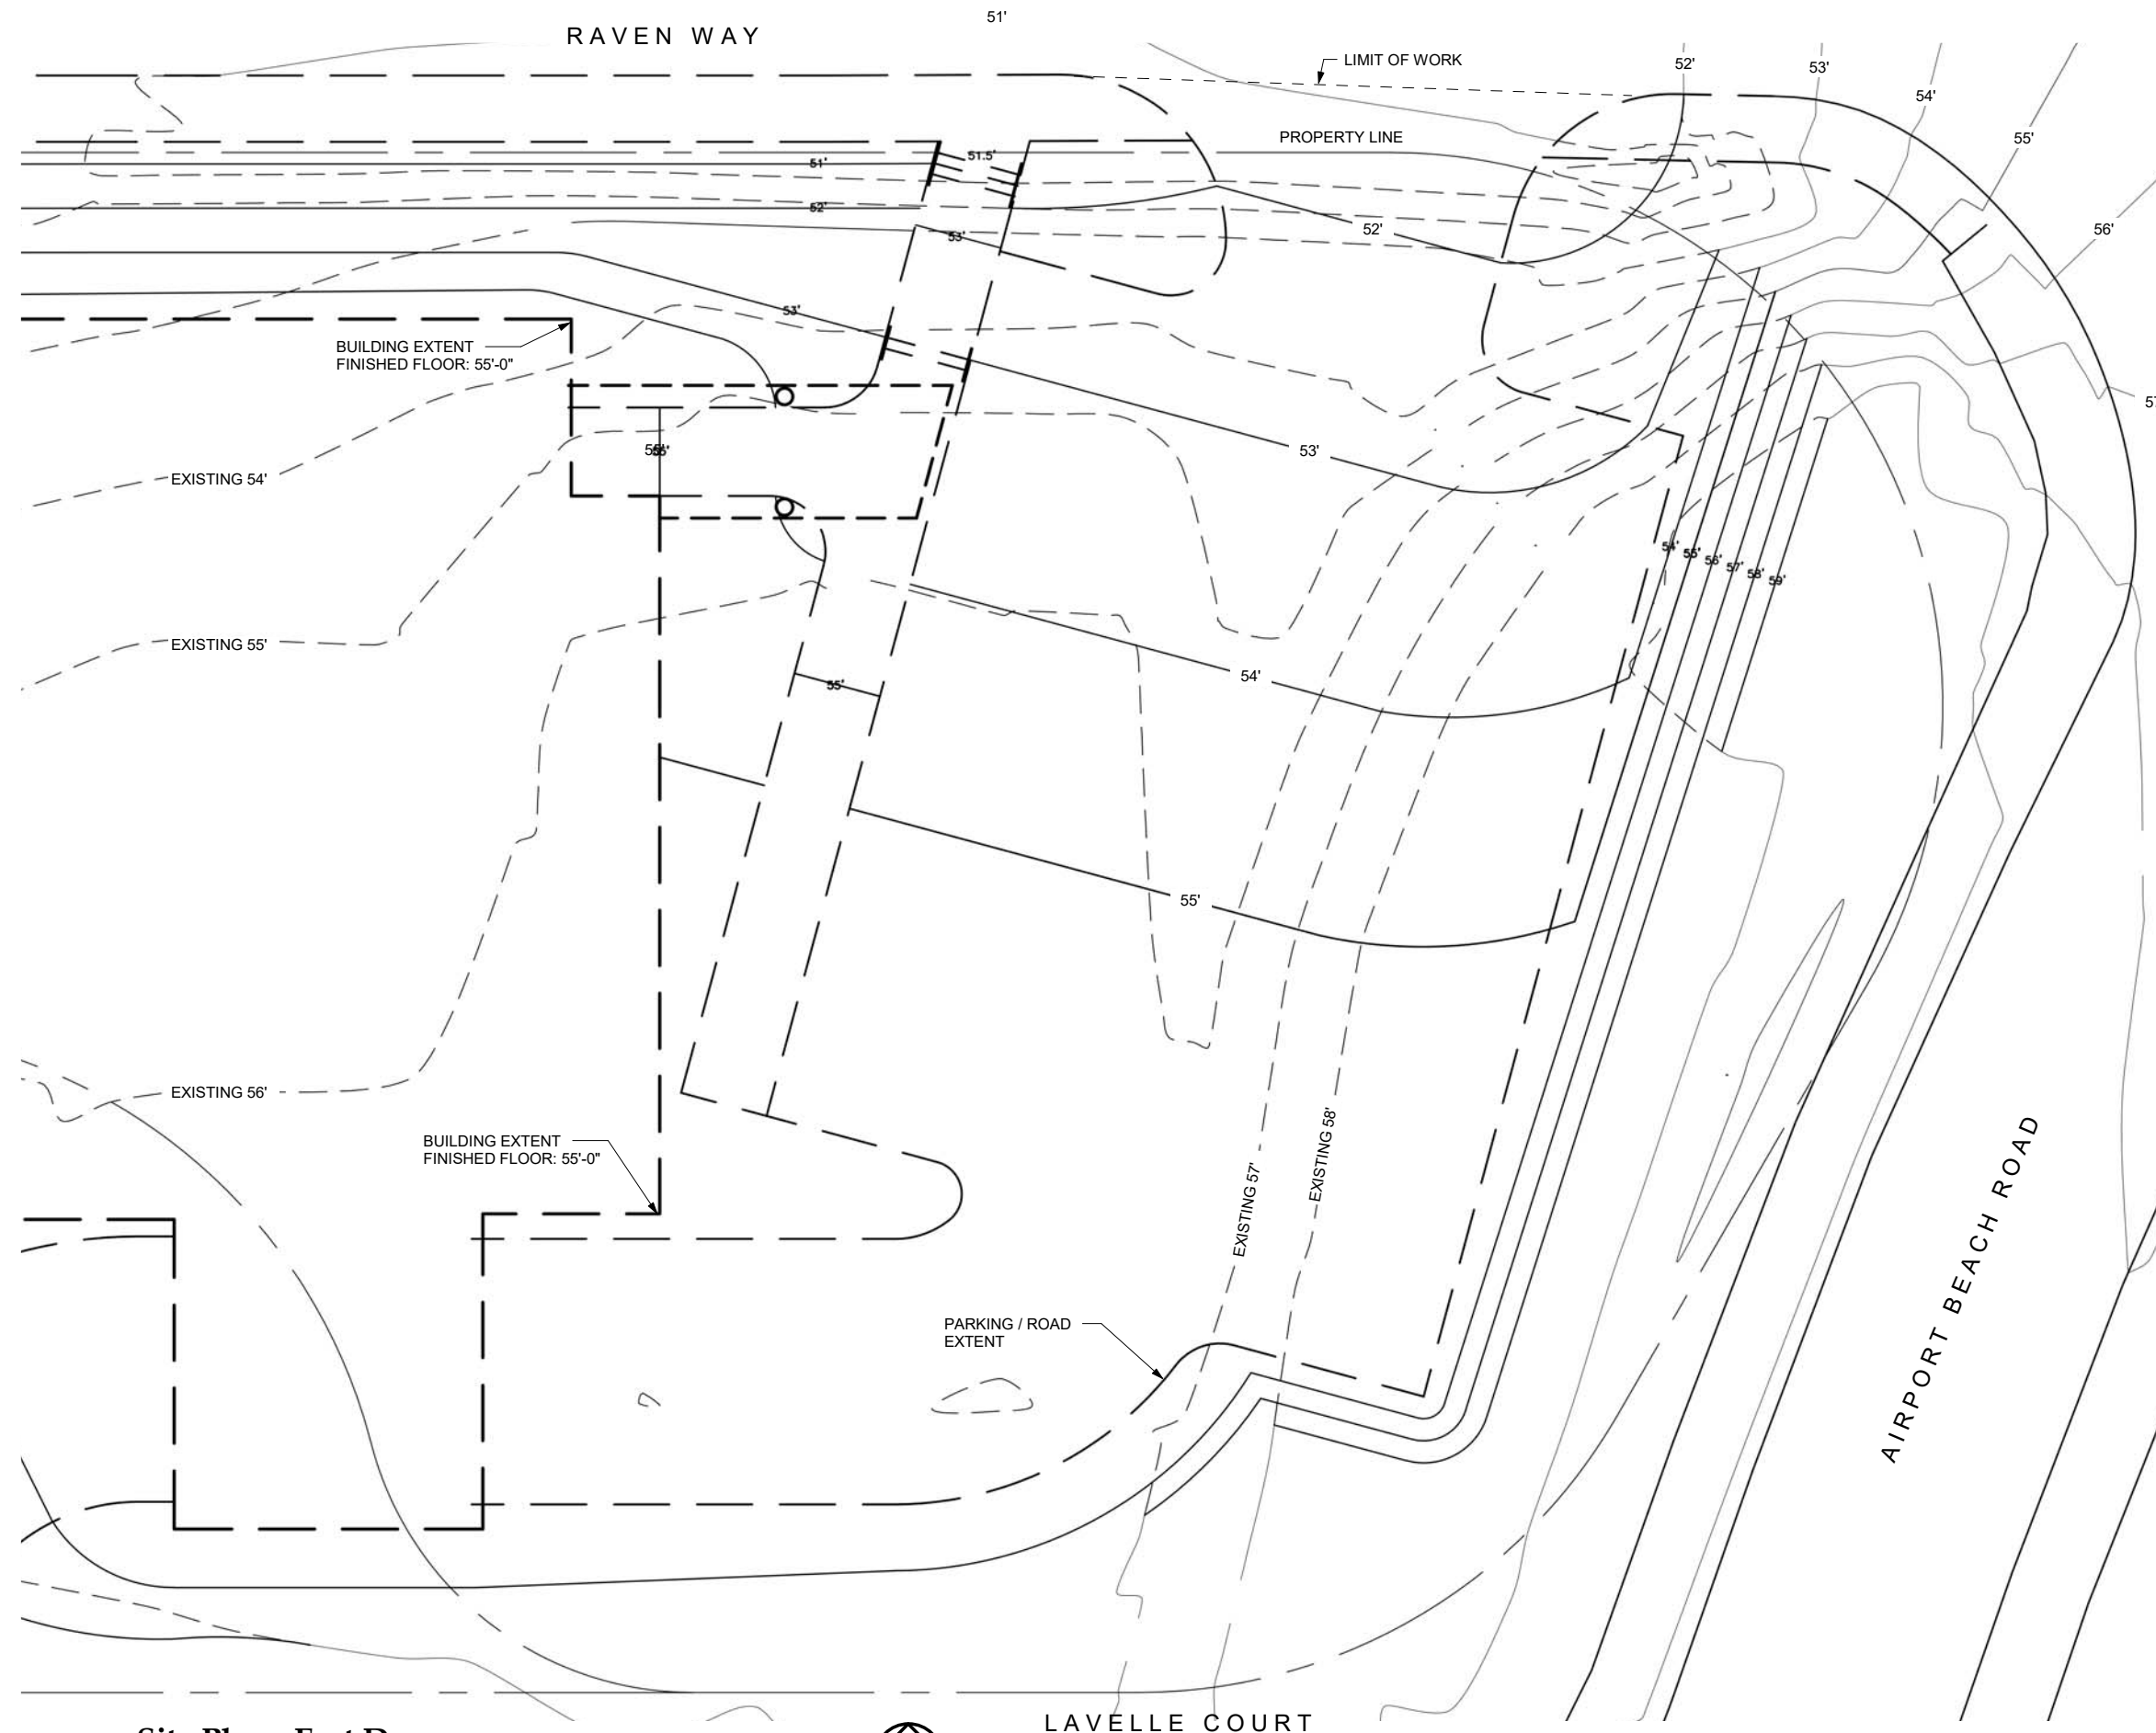 51'
RAVEN WAY
LIMIT OF WORK
52'
53'
54'
55'
56'
PROPERTY LINE
51'
51.5'
52'
52'
53'
53'
BUILDING EXTENT
FINISHED FLOOR: 55'-0"
53'
EXISTING 54'
54'
55'
56'
57'
58'
59'
EXISTING 55'
54'
55'
55'
EXISTING 56'
BUILDING EXTENT
FINISHED FLOOR: 55'-0"
EXISTING 57'
EXISTING 58'
PARKING / ROAD
EXTENT
AIRPORT BEACH ROAD
LAVELLE COURT